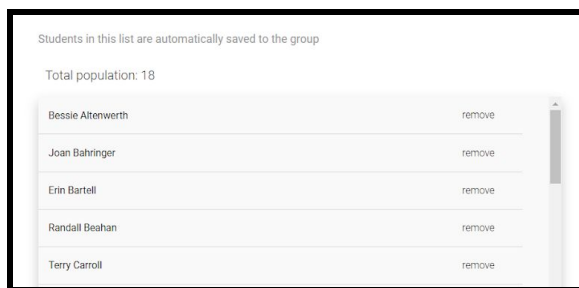 Students in this list are automatically saved to the group
Total population: 18
Bessie Altenwerth remove
Joan Bahringer remove
Erin Bartell remove
Randall Beahan remove
Terry Carroll remove